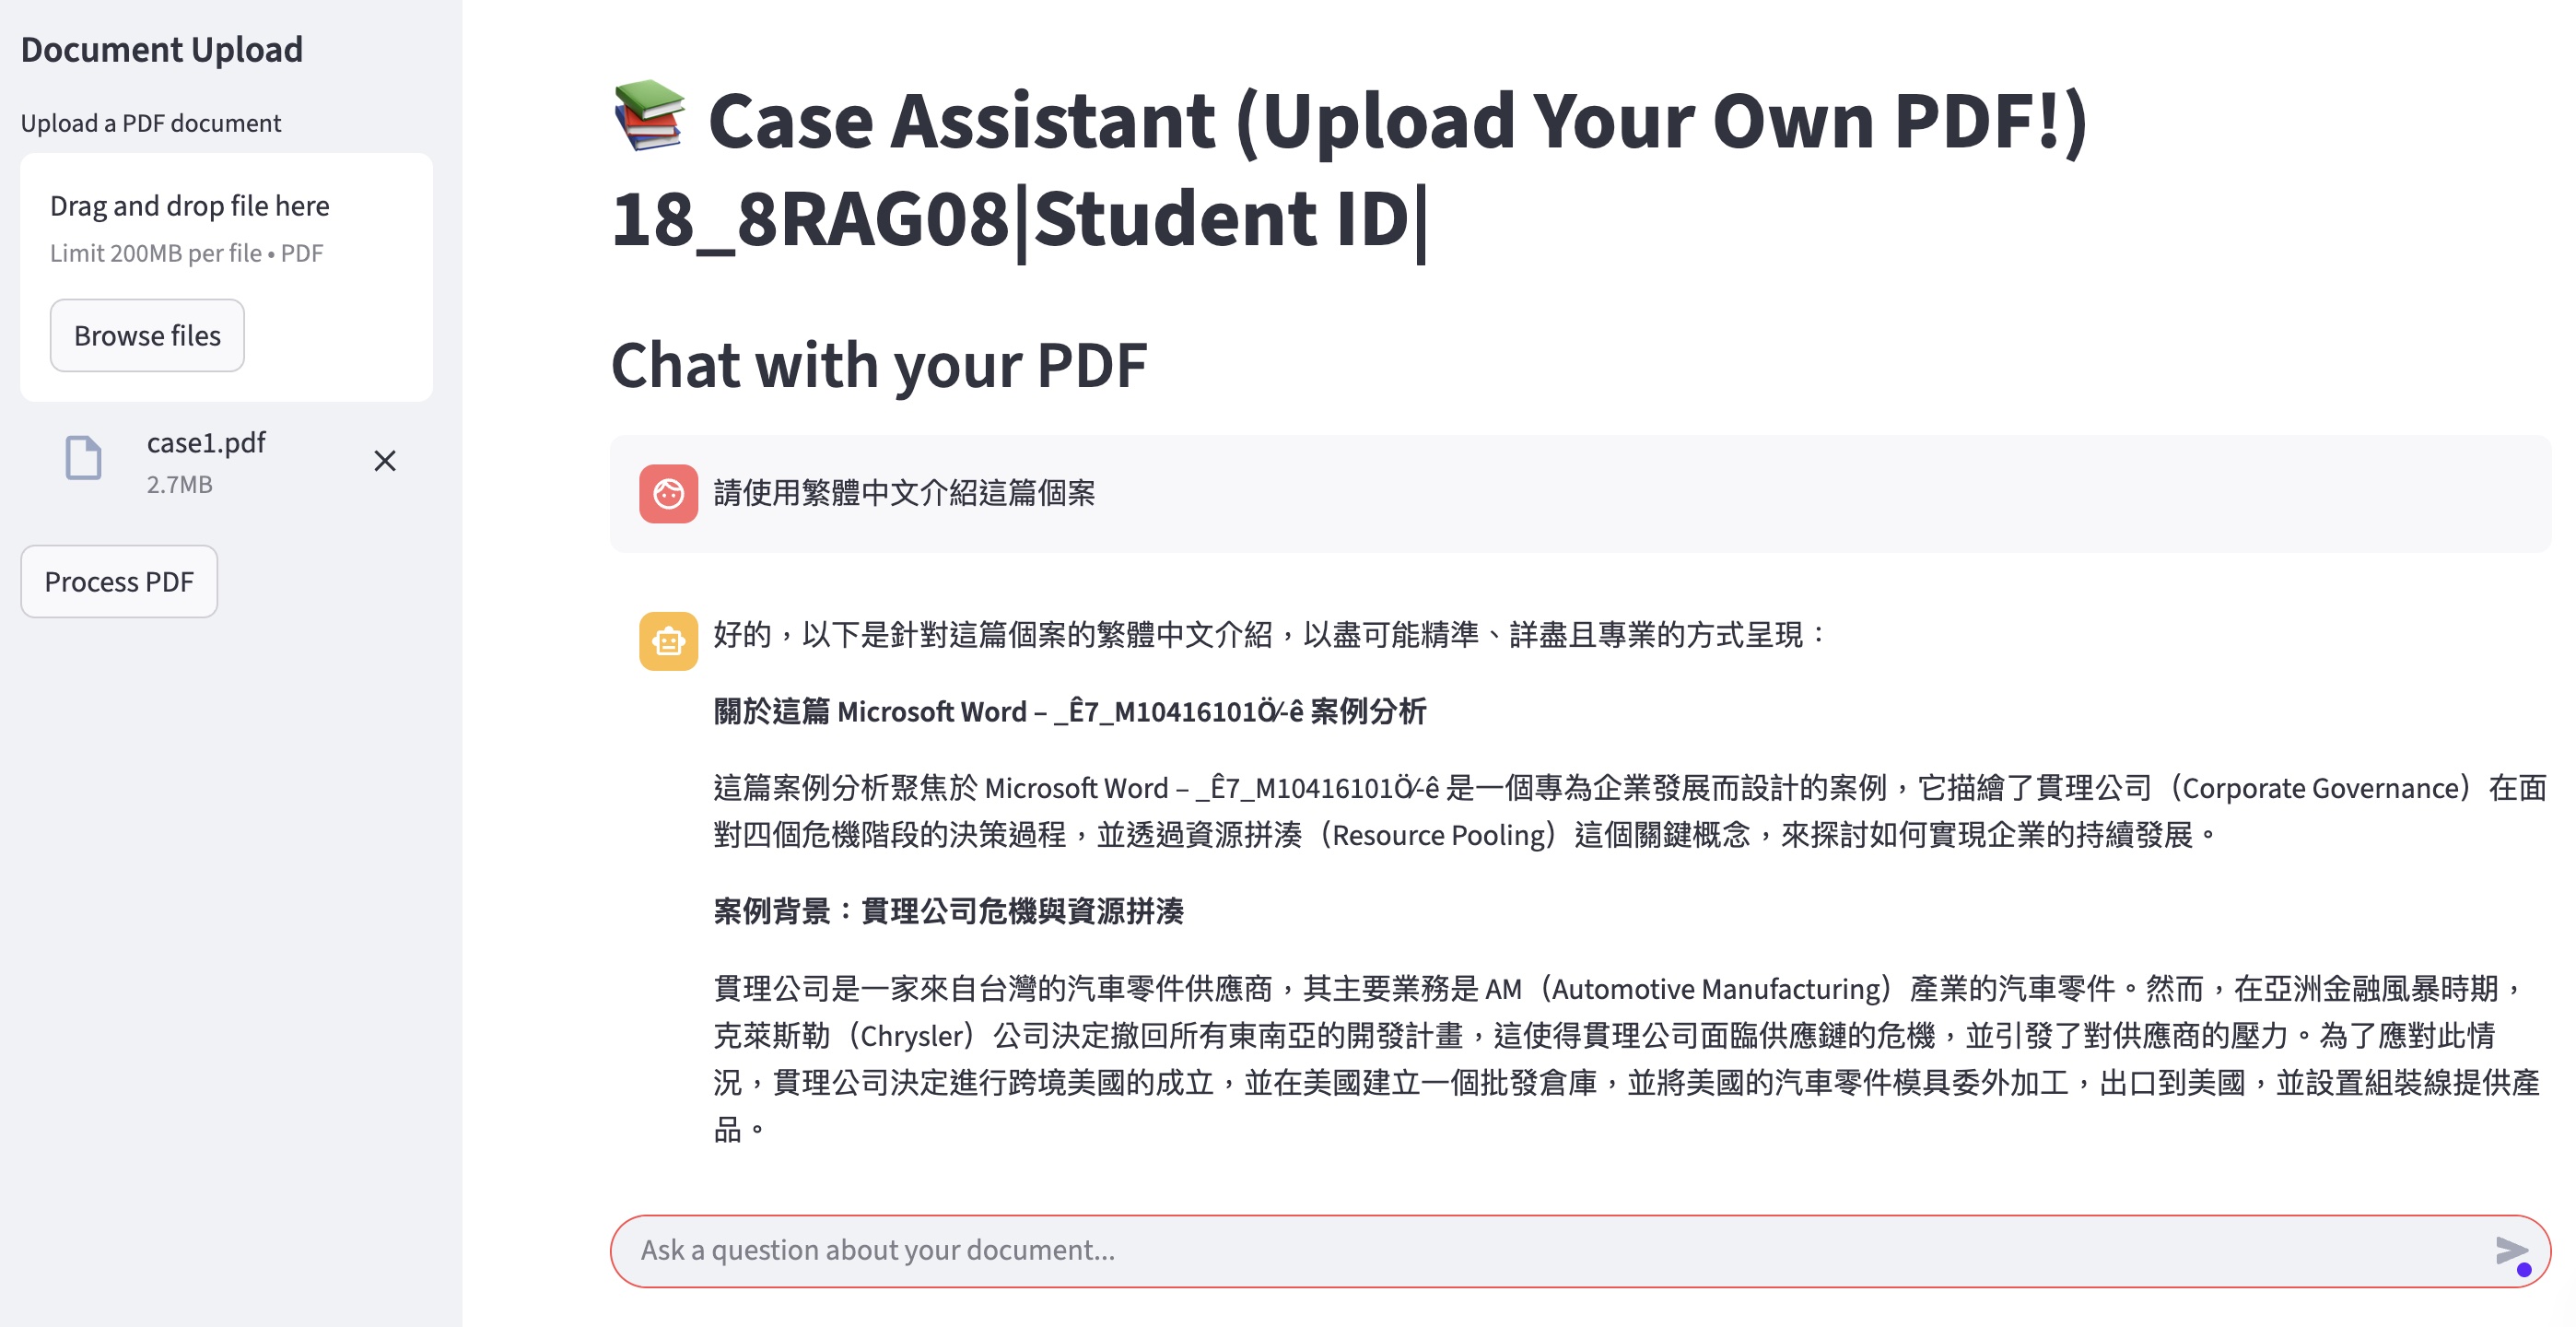 Document Upload
Upload a PDF document
Drag and drop file here
Limit 200MB per file • PDF
Browse files
case1.pdf
2.7MB
Process PDF
Case Assistant (Upload Your Own PDF!)
18_8RAG08|Student ID|
Chat with your PDF
請使用繁體中文介紹這篇個案
好的，以下是針對這篇個案的繁體中文介紹，以盡可能精準、詳盡且專業的方式呈現：
關於這篇 Microsoft Word – _Ê7_M10416101Ö⁄-ê 案例分析
這篇案例分析聚焦於 Microsoft Word – _Ê7_M10416101Ö⁄-ê 是一個專為企業發展而設計的案例，它描繪了貫理公司（Corporate Governance）在面
對四個危機階段的決策過程，並透過資源拼湊（Resource Pooling）這個關鍵概念，來探討如何實現企業的持續發展。
案例背景：貫理公司危機與資源拼湊
貫理公司是一家來自台灣的汽車零件供應商，其主要業務是 AM（Automotive Manufacturing）產業的汽車零件。然而，在亞洲金融風暴時期，
克萊斯勒（Chrysler）公司決定撤回所有東南亞的開發計畫，這使得貫理公司面臨供應鏈的危機，並引發了對供應商的壓力。為了應對此情
況，貫理公司決定進行跨境美國的成立，並在美國建立一個批發倉庫，並將美國的汽車零件模具委外加工，出口到美國，並設置組裝線提供產
品。
Ask a question about your document...